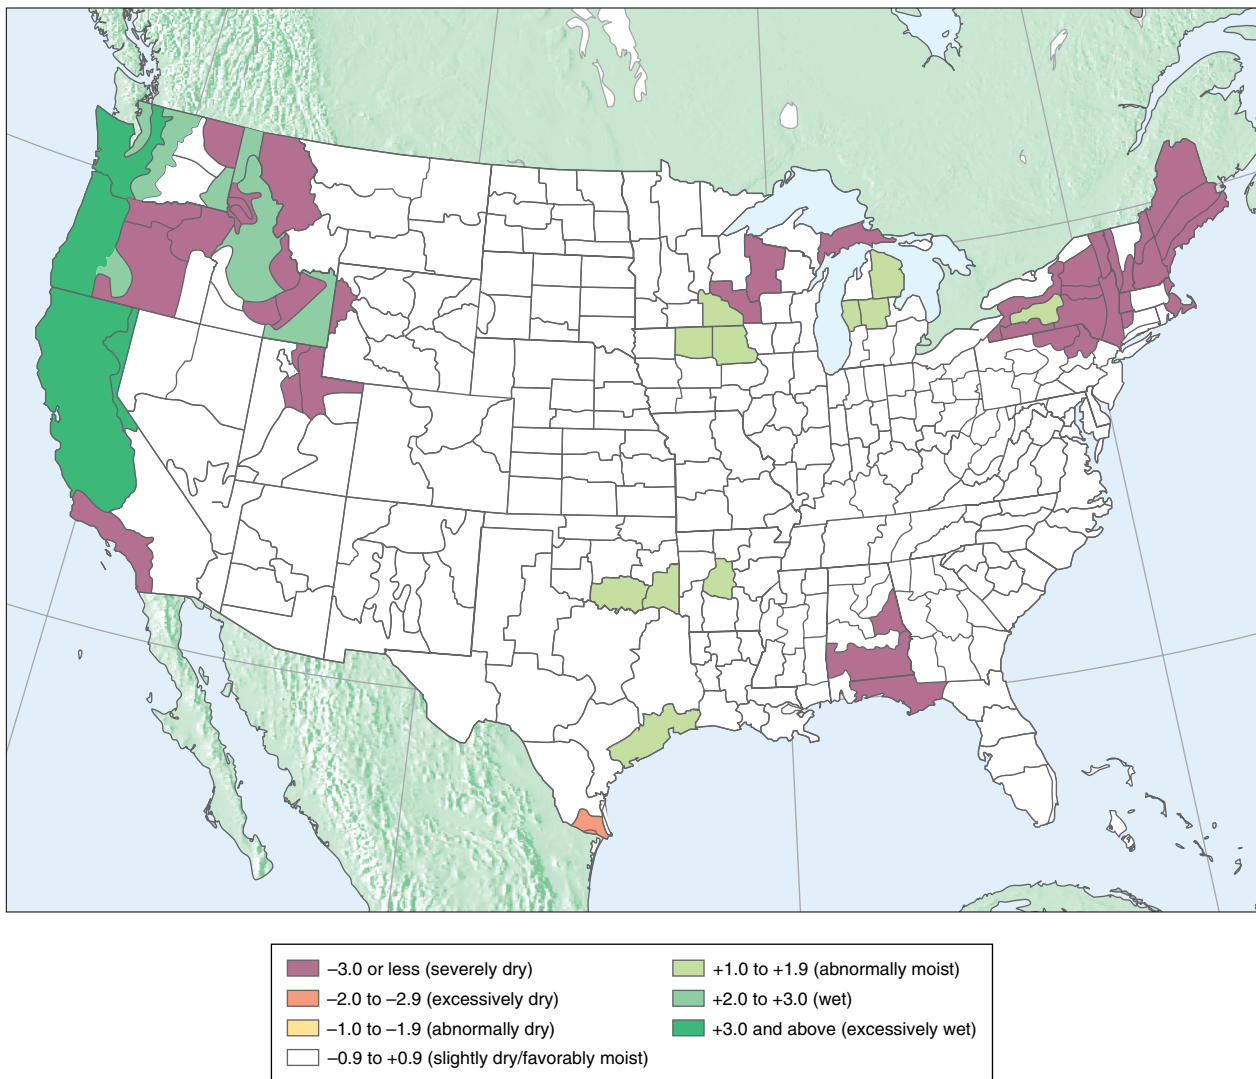 –3.0 or less (severely dry)
–2.0 to –2.9 (excessively dry)
–1.0 to –1.9 (abnormally dry)
–0.9 to +0.9 (slightly dry/favorably moist)
+1.0 to +1.9 (abnormally moist)
+2.0 to +3.0 (wet)
+3.0 and above (excessively wet)